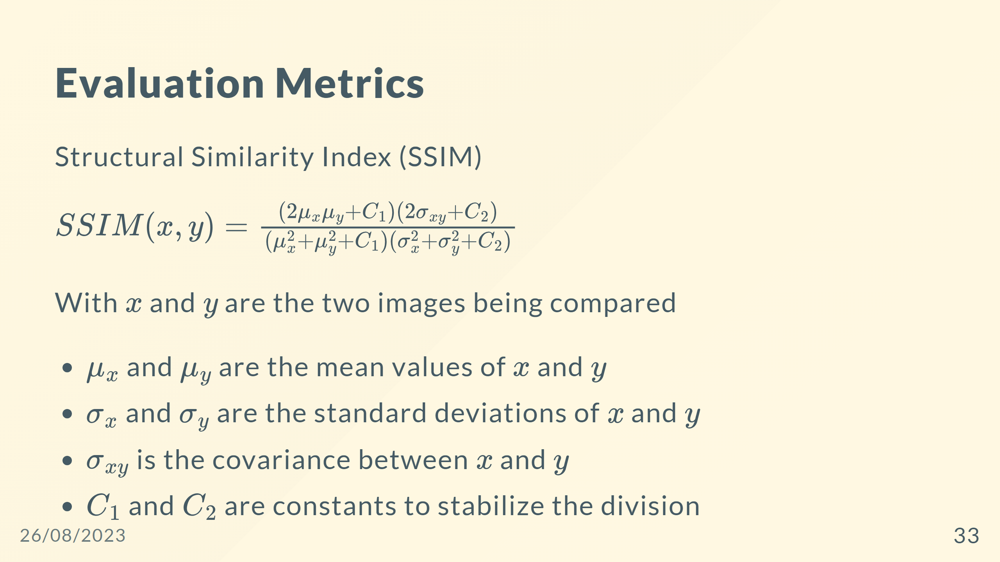 Evaluation Metrics
Structural Similarity Index (SSIM)
$SSIM(x, y) = \frac{(2\mu_x\mu_y+C_1)(2\sigma_{xy}+C_2)}{(\mu_x^2+\mu_y^2+C_1)(\sigma_x^2+\sigma_y^2+C_2)}$
With $x$ and $y$ are the two images being compared
• $\mu_x$ and $\mu_y$ are the mean values of $x$ and $y$
• $\sigma_x$ and $\sigma_y$ are the standard deviations of $x$ and $y$
• $\sigma_{xy}$ is the covariance between $x$ and $y$
• $C_1$ and $C_2$ are constants to stabilize the division
26/08/2023
33